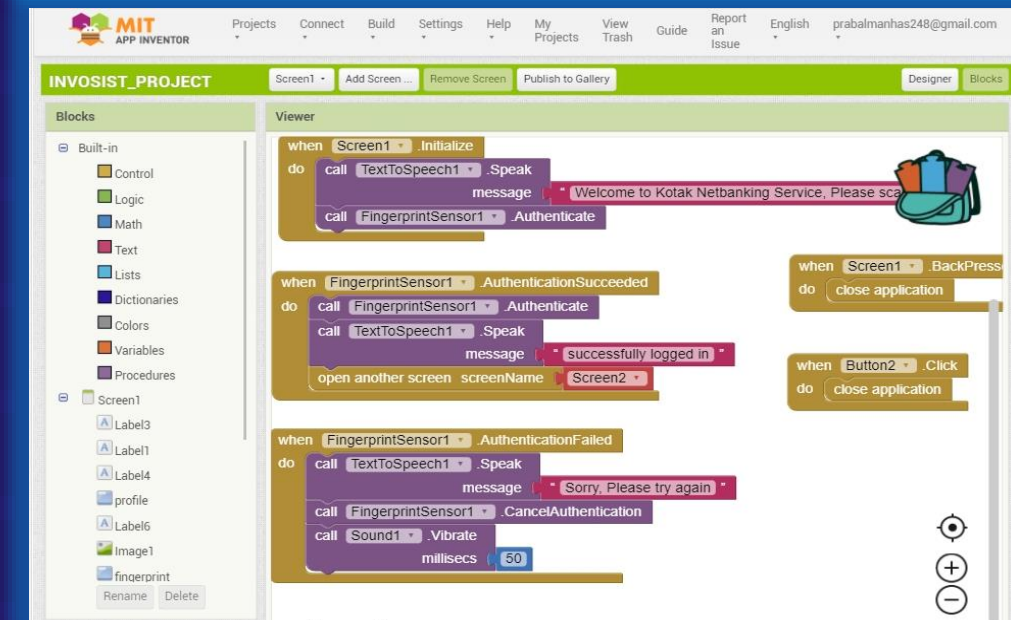 MIT
APP INVENTOR
Projects
Connect
Build
Settings
Help
My
Projects
View
Trash
Guide
Report
an
Issue
English
prabalmanhas248@gmail.com
INVOSIST_PROJECT
Screen1
Add Screen ...
Remove Screen
Publish to Gallery
Designer
Blocks
Blocks
Built-in
Control
Logic
Math
Text
Lists
Dictionaries
Colors
Variables
Procedures
Screen1
Label3
Label1
Label4
profile
Label6
Image1
fingerprint
Rename Delete
Viewer
when Screen1 .Initialize
do call TextToSpeech1 .Speak
message " Welcome to Kotak Netbanking Service, Please sca
call FingerprintSensor1 .Authenticate
when FingerprintSensor1 .AuthenticationSucceeded
do call FingerprintSensor1 .Authenticate
call TextToSpeech1 .Speak
message " successfully logged in "
open another screen screenName Screen2
when FingerprintSensor1 .AuthenticationFailed
do call TextToSpeech1 .Speak
message " Sorry, Please try again "
call FingerprintSensor1 .CancelAuthentication
call Sound1 .Vibrate
millisecs 50
when Screen1 .BackPresse
do close application
when Button2 .Click
do close application